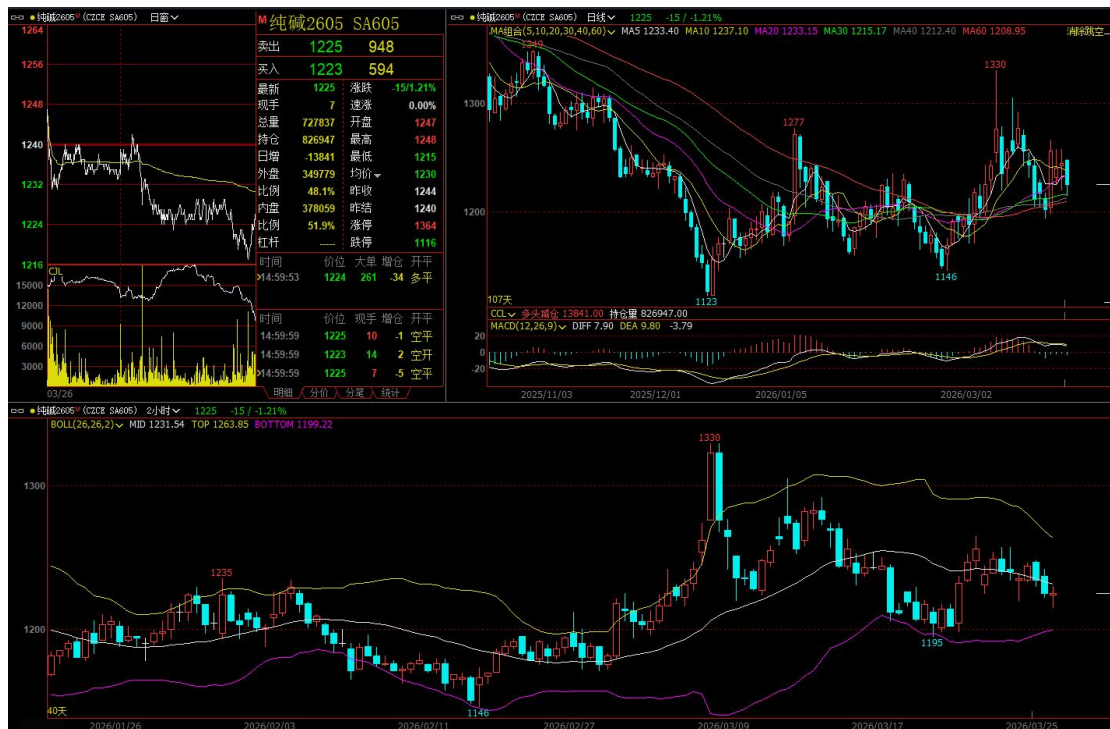 纯碱2605M (CZCE SA605) 日窗
1264
1256
1248
1240
1232
1224
1216
CJL
15000
12000
9000
6000
3000
03/26
M 纯碱2605 SA605
卖出 1225 948
买入 1223 594
最新 1225 涨跌 -15/1.21%
现手 7 速涨 0.00%
总量 727837 开盘 1247
持仓 826947 最高 1248
日增 -13841 最低 1215
外盘 349779 均价 1230
比例 48.1% 昨收 1244
内盘 378059 昨结 1240
比例 51.9% 涨停 1364
杠杆 ----- 跌停 1116
时间 价位 大单 增仓 开平
14:59:53 1224 261 -34 多平
时间 价位 现手 增仓 开平
14:59:59 1225 10 -1 空平
14:59:59 1223 14 2 空开
14:59:59 1225 7 -5 空平
明细 分价 分笔 统计
纯碱2605M (CZCE SA605) 日线 1225 -15 / -1.21%
MA组合(5,10,20,30,40,60) MA5 1233.40 MA10 1237.10 MA20 1233.15 MA30 1215.17 MA40 1212.40 MA60 1208.95 消除跳空
1349
1330
1300
1277
1200
1146
1123
107天
CCL 多头减仓 13841.00 持仓量 826947.00
MACD(12,26,9) DIFF 7.90 DEA 9.80 -3.79
20
0
-20
2025/11/03 2025/12/01 2026/01/05 2026/03/02
纯碱2605M (CZCE SA605) 2小时 1225 -15 / -1.21%
BOLL(26,26,2) MID 1231.54 TOP 1263.85 BOTTOM 1199.22
1330
1300
1235
1200
1195
1146
40天
2026/01/26 2026/02/03 2026/02/11 2026/02/27 2026/03/09 2026/03/17 2026/03/25